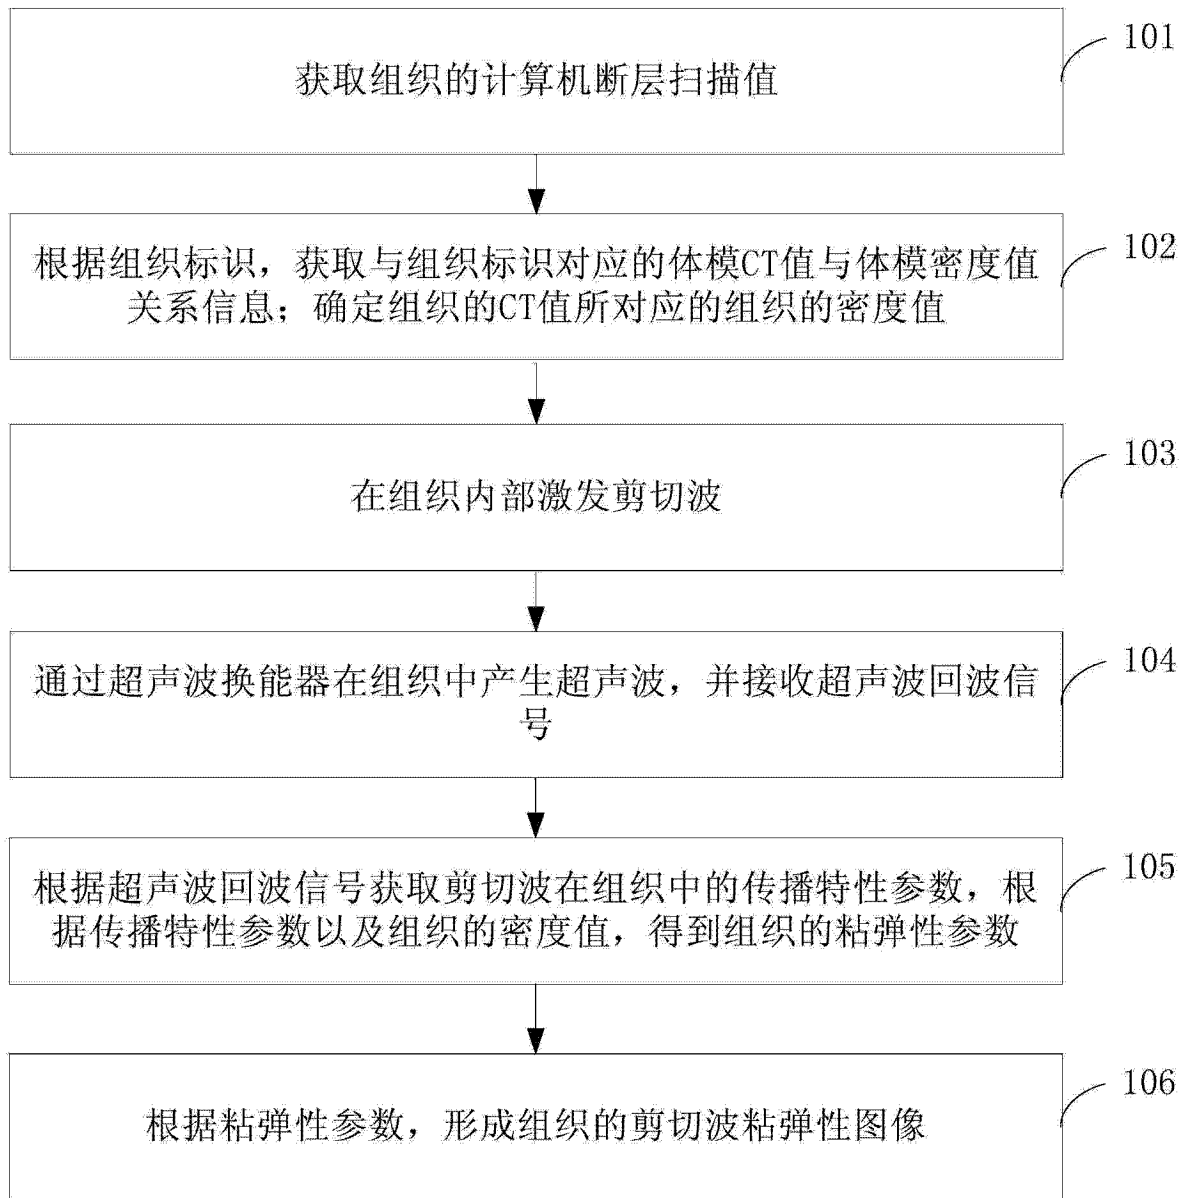 获取组织的计算机断层扫描值
101
根据组织标识，获取与组织标识对应的体模CT值与体模密度值
关系信息；确定组织的CT值所对应的组织的密度值
102
在组织内部激发剪切波
103
通过超声波换能器在组织中产生超声波，并接收超声波回波信
号
104
根据超声波回波信号获取剪切波在组织中的传播特性参数，根
据传播特性参数以及组织的密度值，得到组织的粘弹性参数
105
根据粘弹性参数，形成组织的剪切波粘弹性图像
106